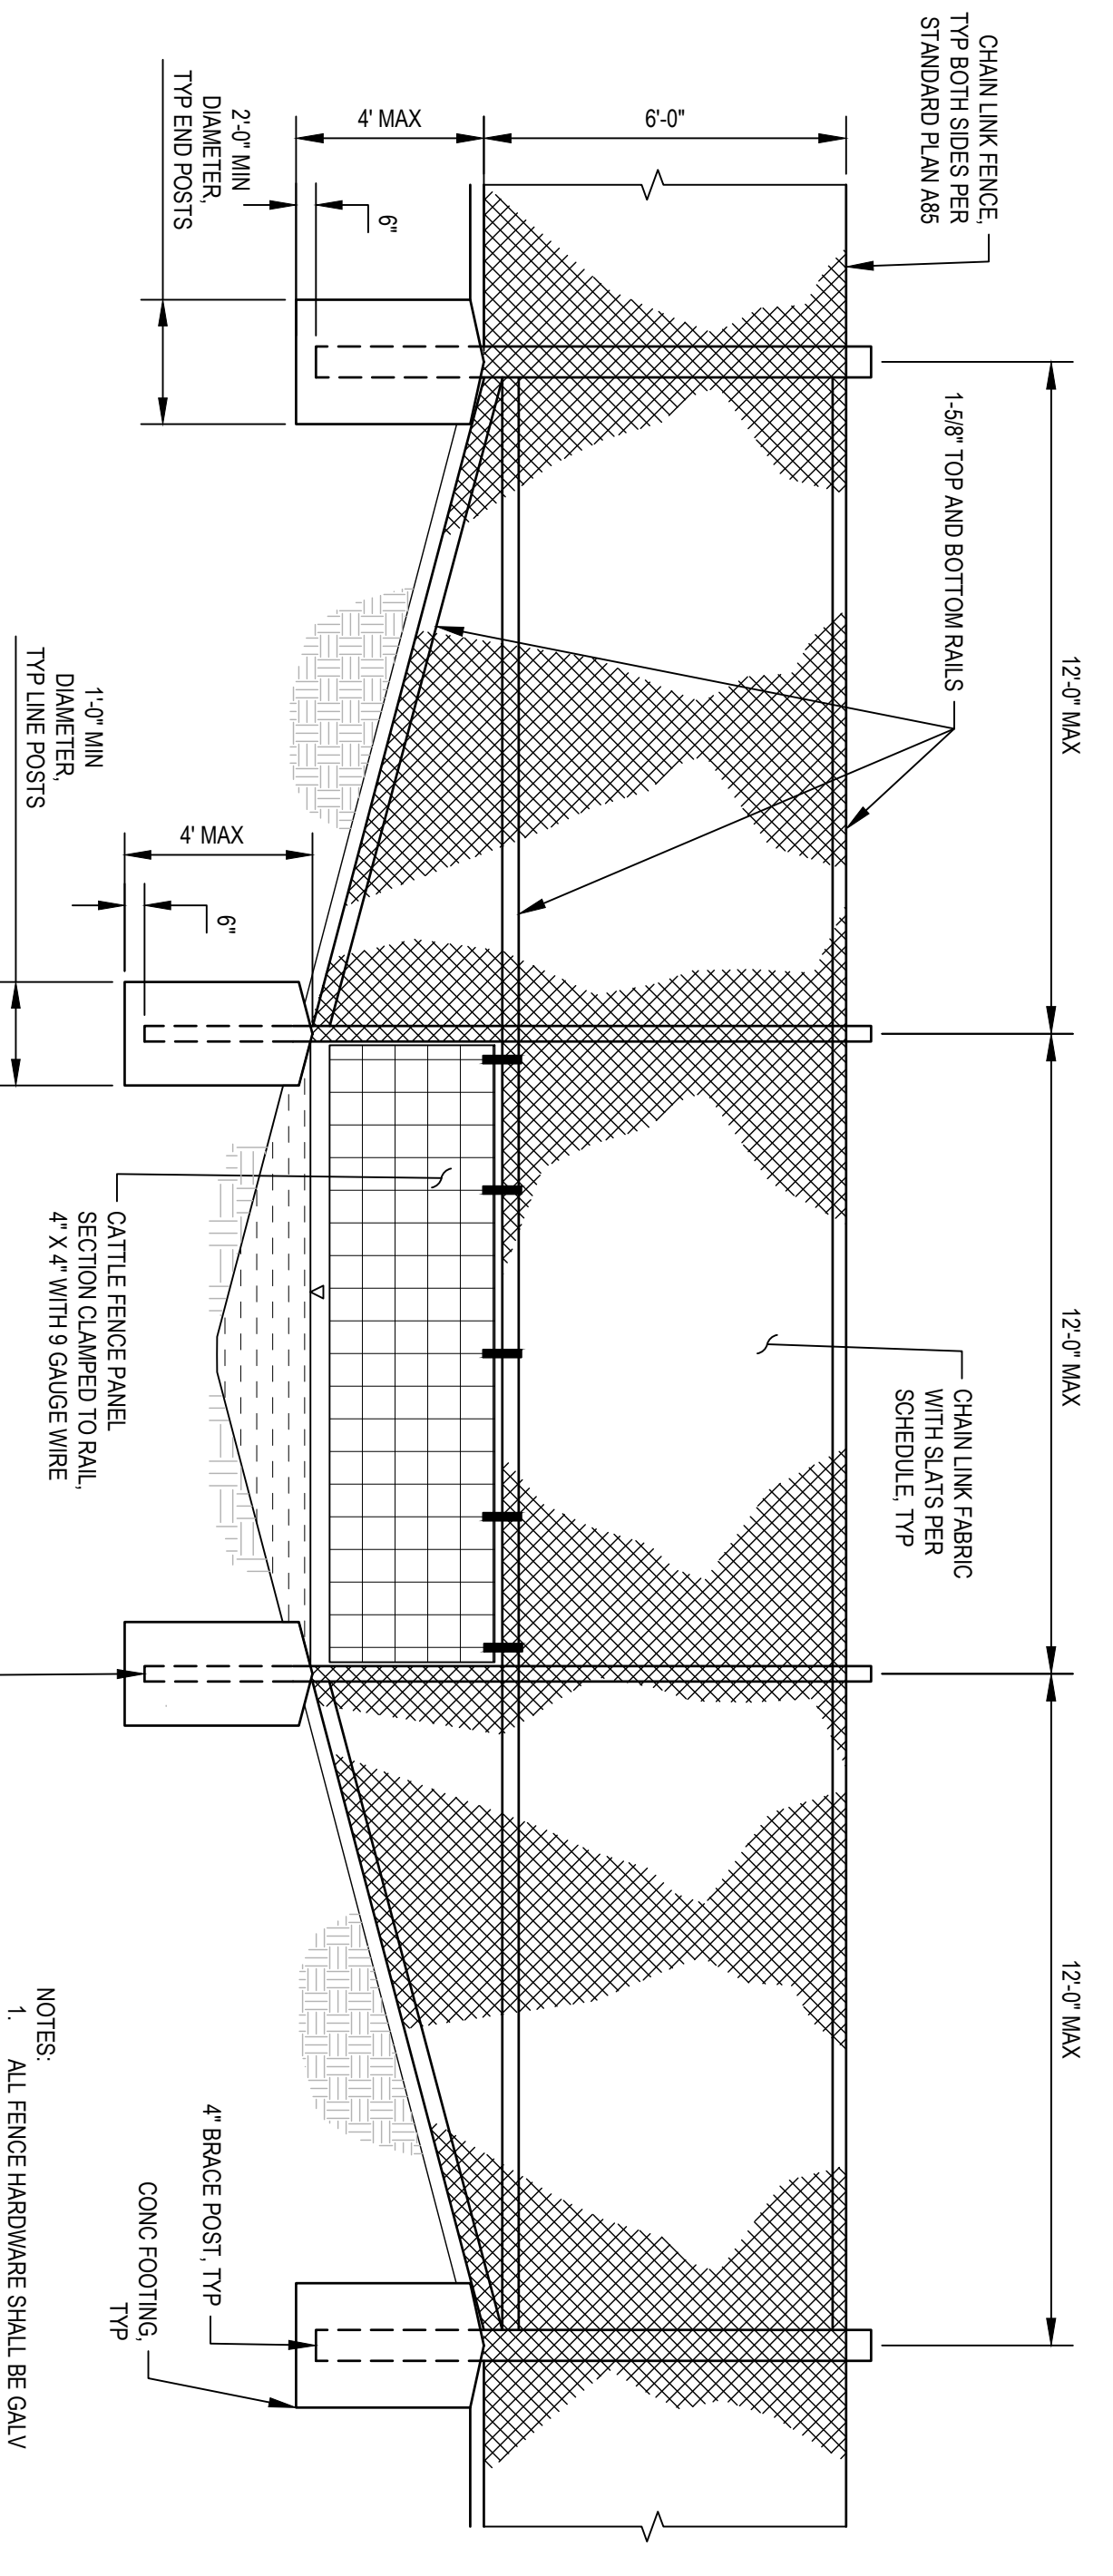 CHAIN LINK FENCE,
TYP BOTH SIDES PER
STANDARD PLAN A85
1-5/8" TOP AND BOTTOM RAILS
12'-0" MAX
12'-0" MAX
12'-0" MAX
CHAIN LINK FABRIC
WITH SLATS PER
SCHEDULE, TYP
6'-0"
4' MAX
6"
2'-0" MIN
DIAMETER,
TYP END POSTS
4' MAX
6"
1'-0" MIN
DIAMETER,
TYP LINE POSTS
CATTLE FENCE PANEL
SECTION CLAMPED TO RAIL,
4" X 4" WITH 9 GAUGE WIRE
4" BRACE POST, TYP
CONC FOOTING,
TYP
NOTES:
1. ALL FENCE HARDWARE SHALL BE GALV